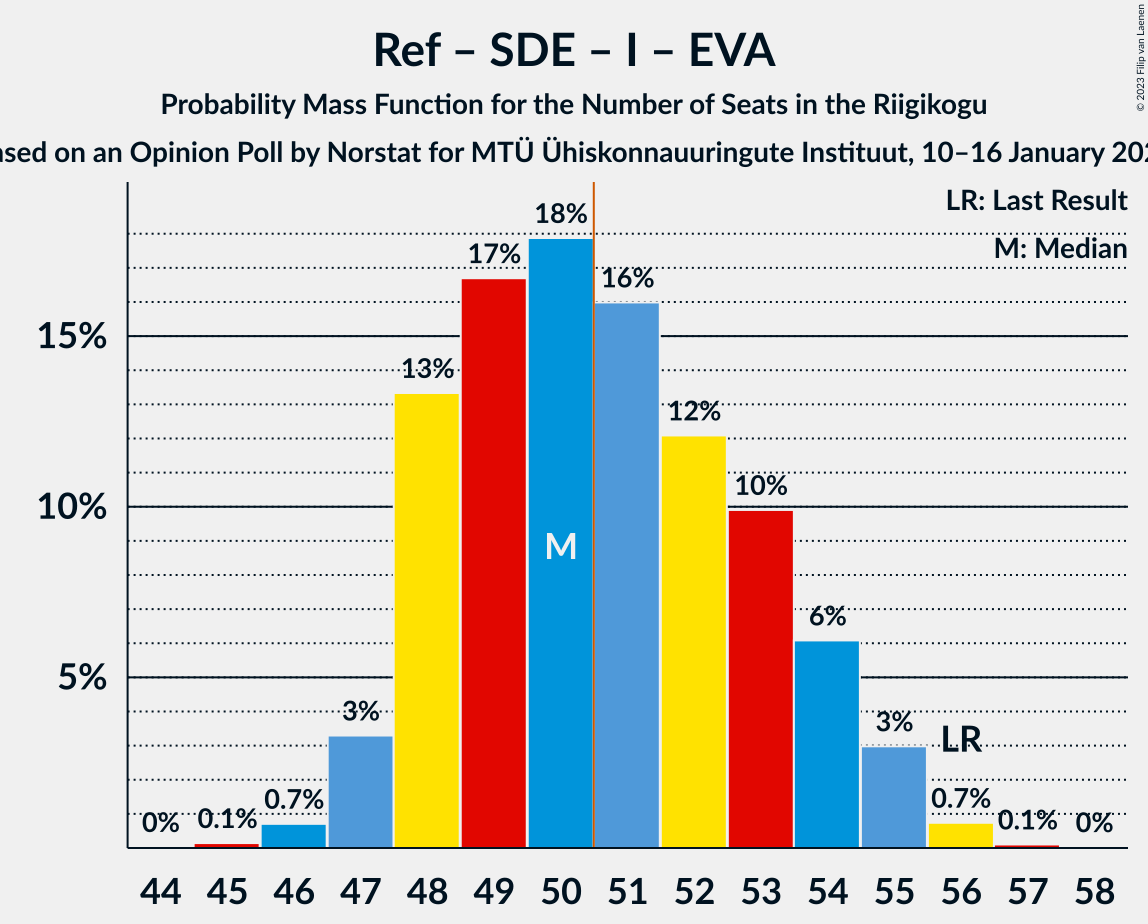 Ref – SDE – I – EVA
Probability Mass Function for the Number of Seats in the Riigikogu
on an Opinion Poll by Norstat for MTÜ Ühiskonnauuringute Instituut, 10–16 January
© 2023 Filip van Laenen
LR: Last Result
M: Median
18%
17%
16%
15%
13%
12%
10%
10%
M
6%
5%
3%
3%
LR
0.7%
0.7%
0%
0.1%
0.1%
0%
44 45 46 47 48 49 50 51 52 53 54 55 56 57 58